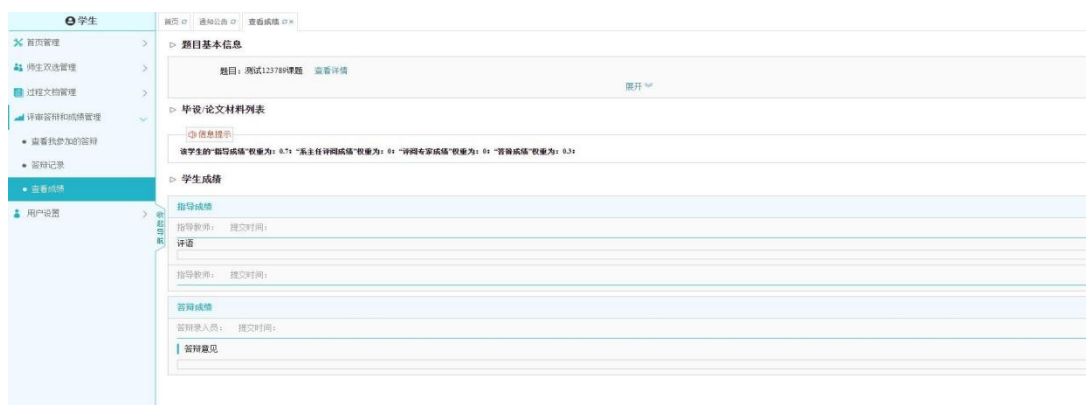 学生
首页 通知公告 查看成绩
首页管理
师生双选管理
过程文档管理
评审答辩和成绩管理
查看我参加的答辩
答辩记录
查看成绩
用户设置
收起导航
题目基本信息
题目：测试123789课题 查看详情
展开
毕设/论文材料列表
信息提示
该学生的“指导成绩”权重为：0.7；“系主任评阅成绩”权重为：0；“评阅专家成绩”权重为：0；“答辩成绩”权重为：0.3；
学生成绩
指导成绩
指导教师： 提交时间：
评语
指导教师： 提交时间：
答辩成绩
答辩录入员： 提交时间：
答辩意见